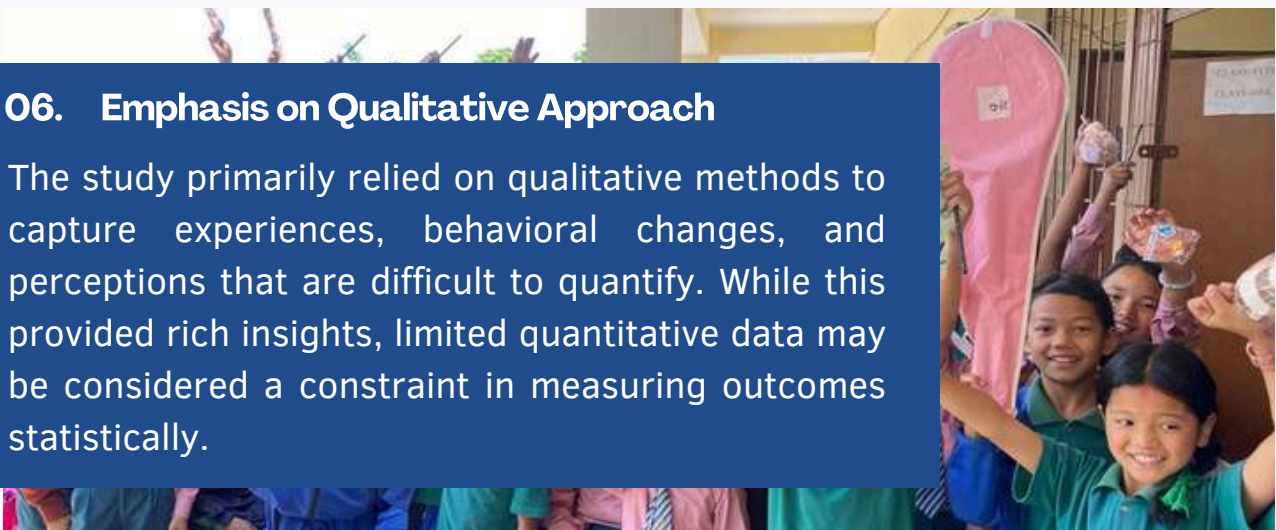 06. Emphasis on Qualitative Approach
The study primarily relied on qualitative methods to
capture experiences, behavioral changes, and
perceptions that are difficult to quantify. While this
provided rich insights, limited quantitative data may
be considered a constraint in measuring outcomes
statistically.